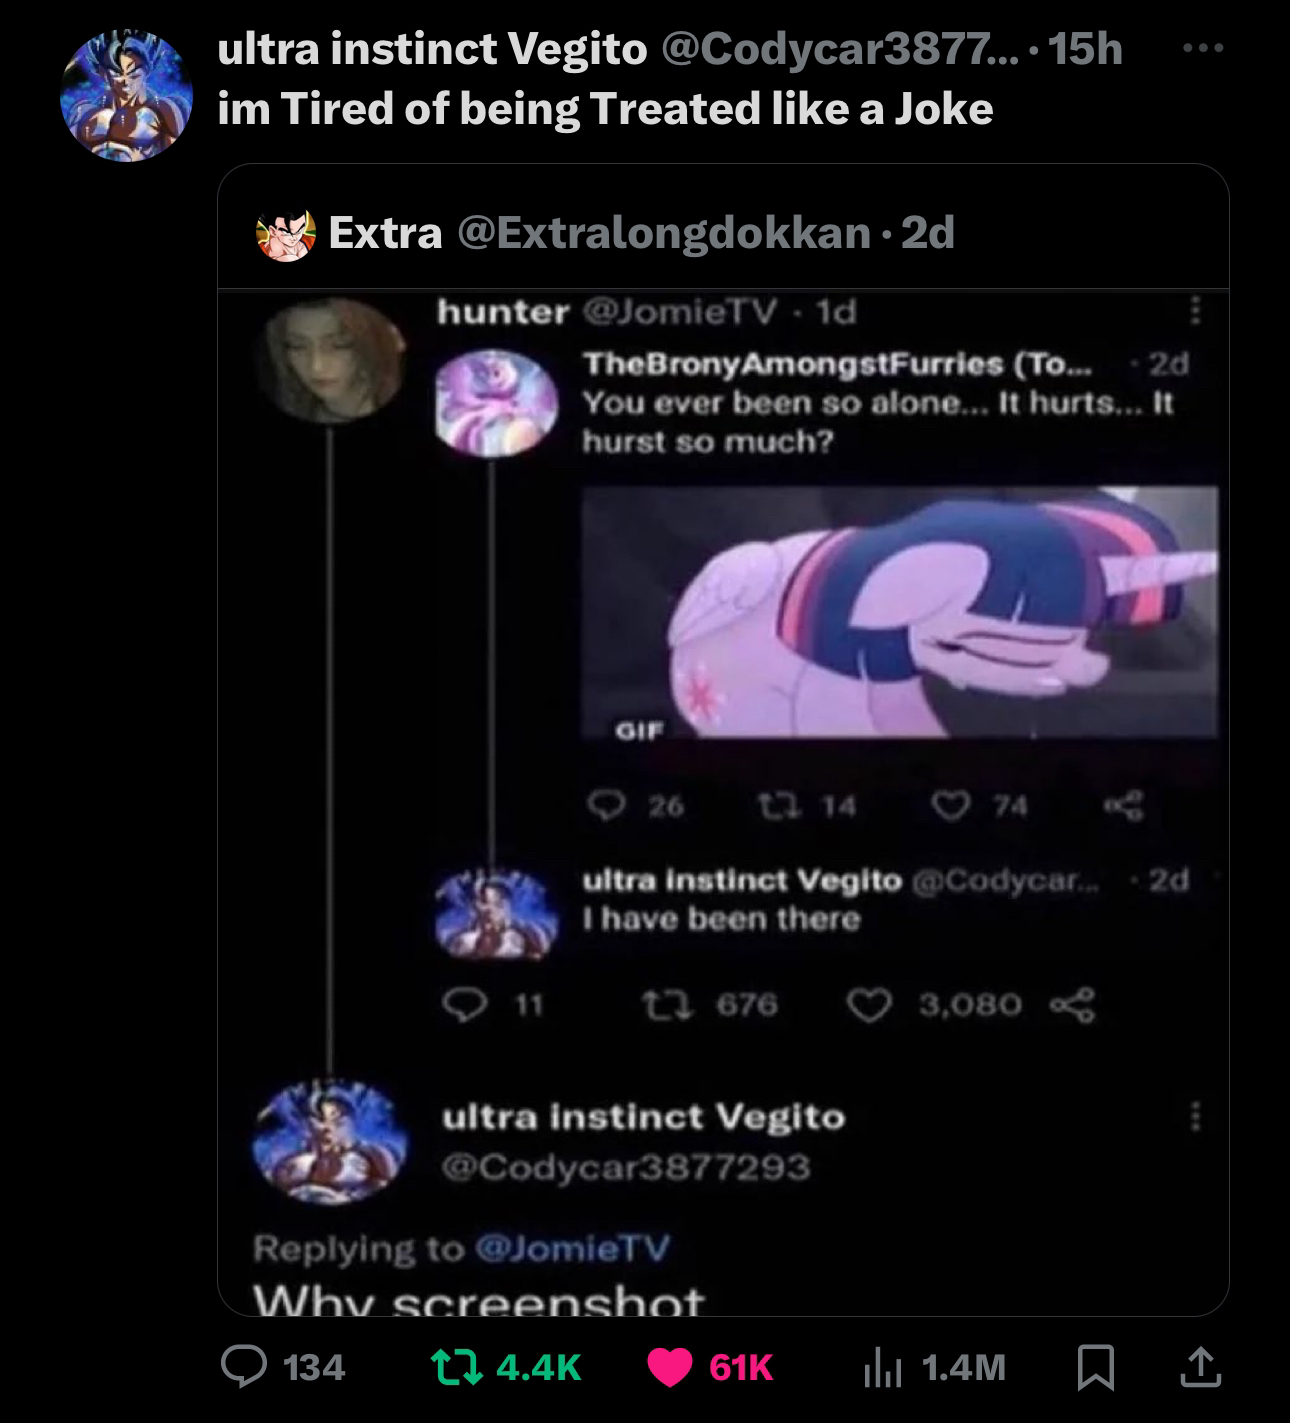 ultra instinct Vegito @Codycar3877... · 15h
im Tired of being Treated like a Joke
Extra @Extralongdokkan · 2d
hunter @JomieTV · 1d
TheBronyAmongstFurries (To... · 2d
You ever been so alone... It hurts... It
hurst so much?
GIF
26 14 74
ultra instinct Vegito @Codycar... · 2d
I have been there
11 676 3,080
ultra instinct Vegito
@Codycar3877293
Replying to @JomieTV
Why screenshot
134 4.4K 61K 1.4M